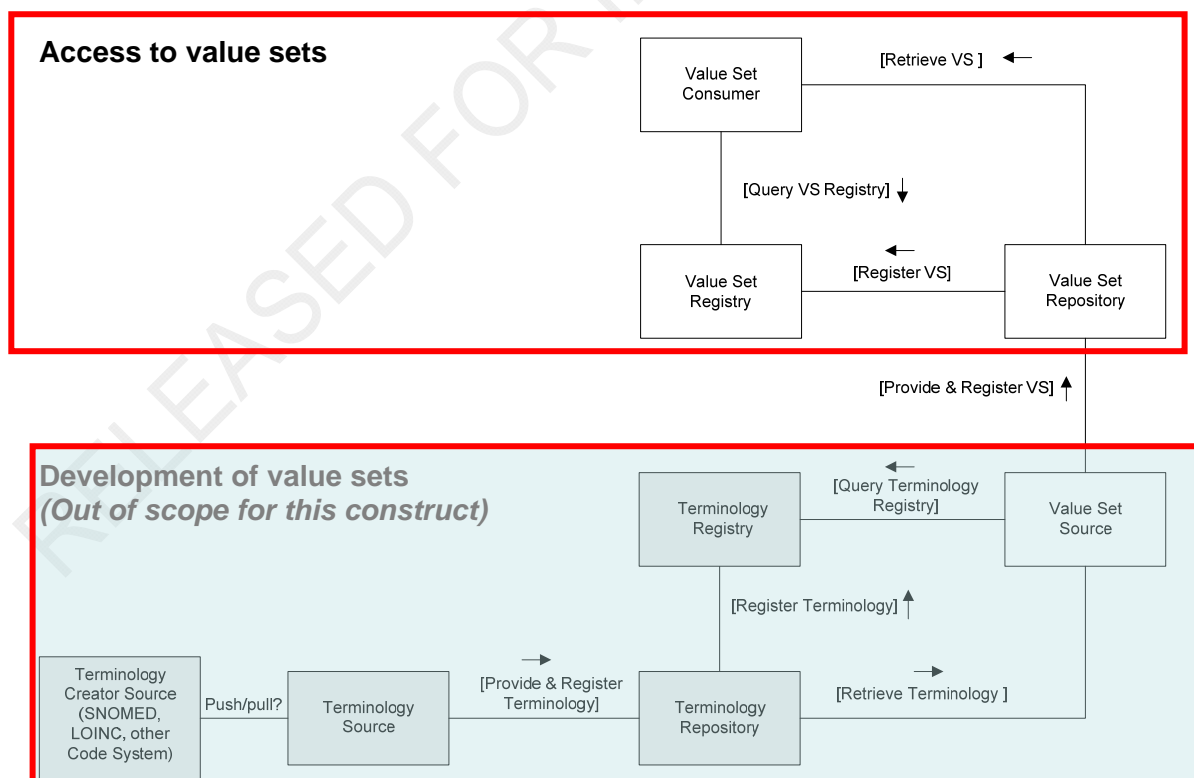 Access to value sets
Value Set
Consumer
[Retrieve VS ]
[Query VS Registry]
Value Set
Registry
[Register VS]
Value Set
Repository
[Provide & Register VS]
Development of value sets
(Out of scope for this construct)
Terminology
Registry
[Query Terminology
Registry]
Value Set
Source
[Register Terminology]
Terminology
Creator Source
(SNOMED,
LOINC, other
Code System)
Push/pull?
Terminology
Source
[Provide & Register
Terminology]
Terminology
Repository
[Retrieve Terminology ]
RELEASED FOR